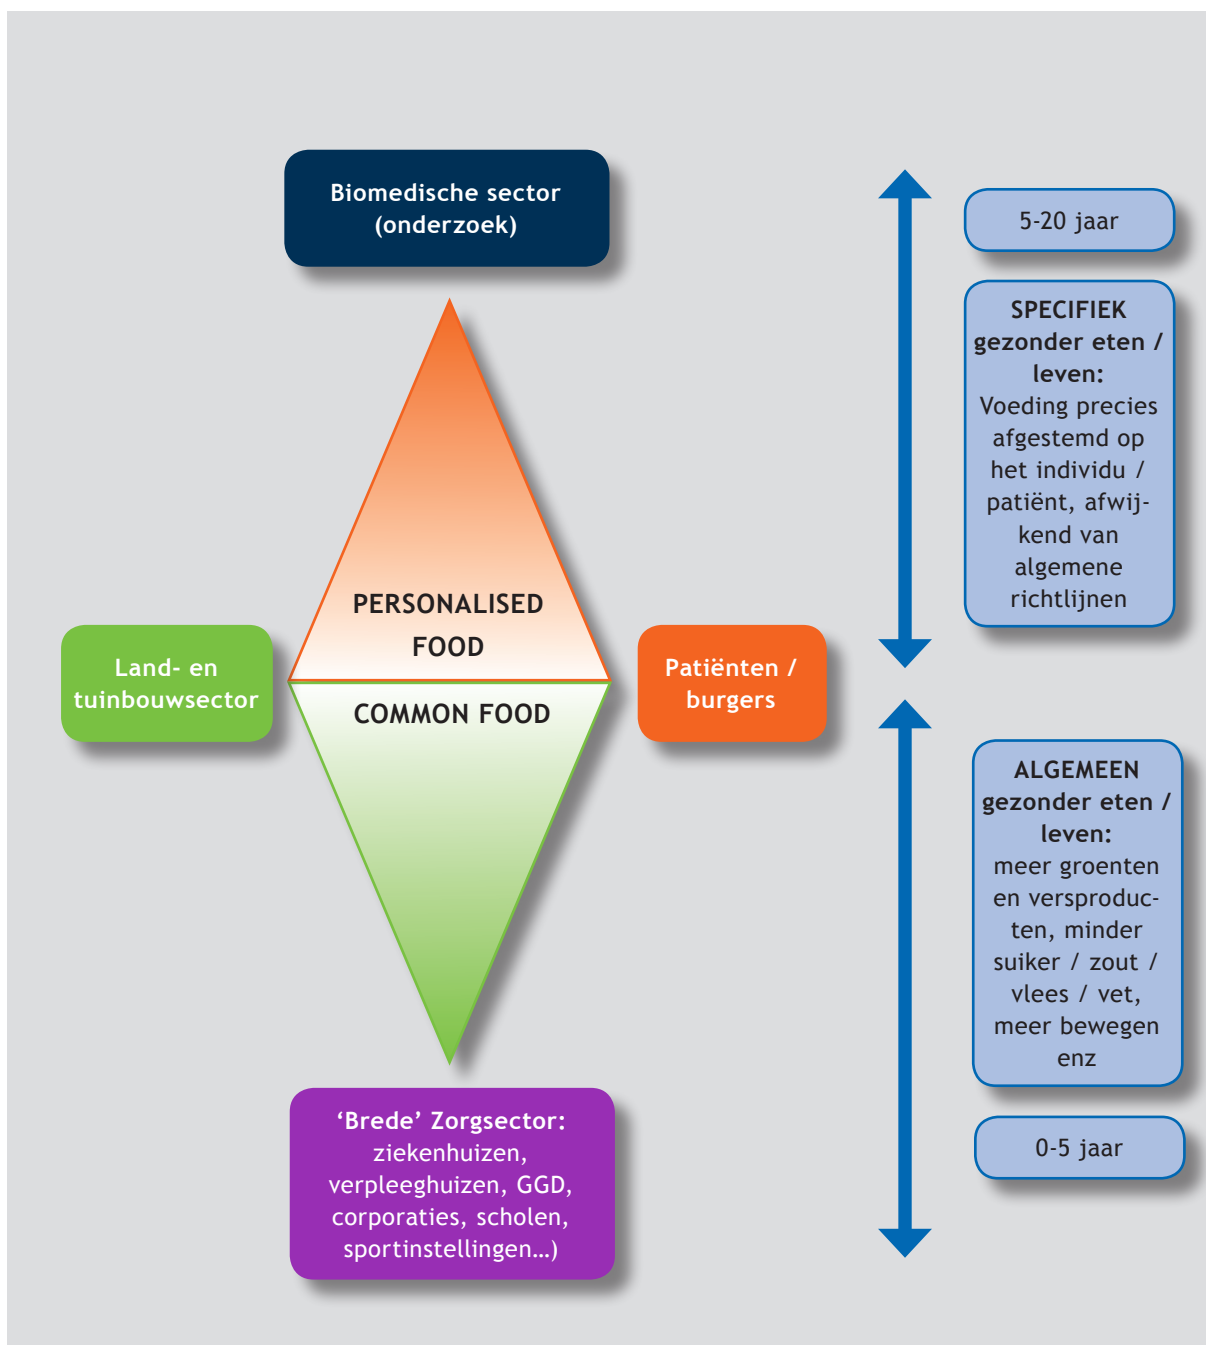 Biomedische sector
(onderzoek)
5-20 jaar
SPECIFIEK
gezonder eten /
leven:
Voeding precies
afgestemd op
het individu /
patiënt, afwij-
kend van
algemene
richtlijnen
PERSONALISED
FOOD
Land- en
tuinbouwsector
Patiënten /
burgers
COMMON FOOD
ALGEMEEN
gezonder eten /
leven:
meer groenten
en versproduc-
ten, minder
suiker / zout /
vlees / vet,
meer bewegen
enz
‘Brede’ Zorgsector:
ziekenhuizen,
verpleeghuizen, GGD,
corporaties, scholen,
sportinstellingen…)
0-5 jaar